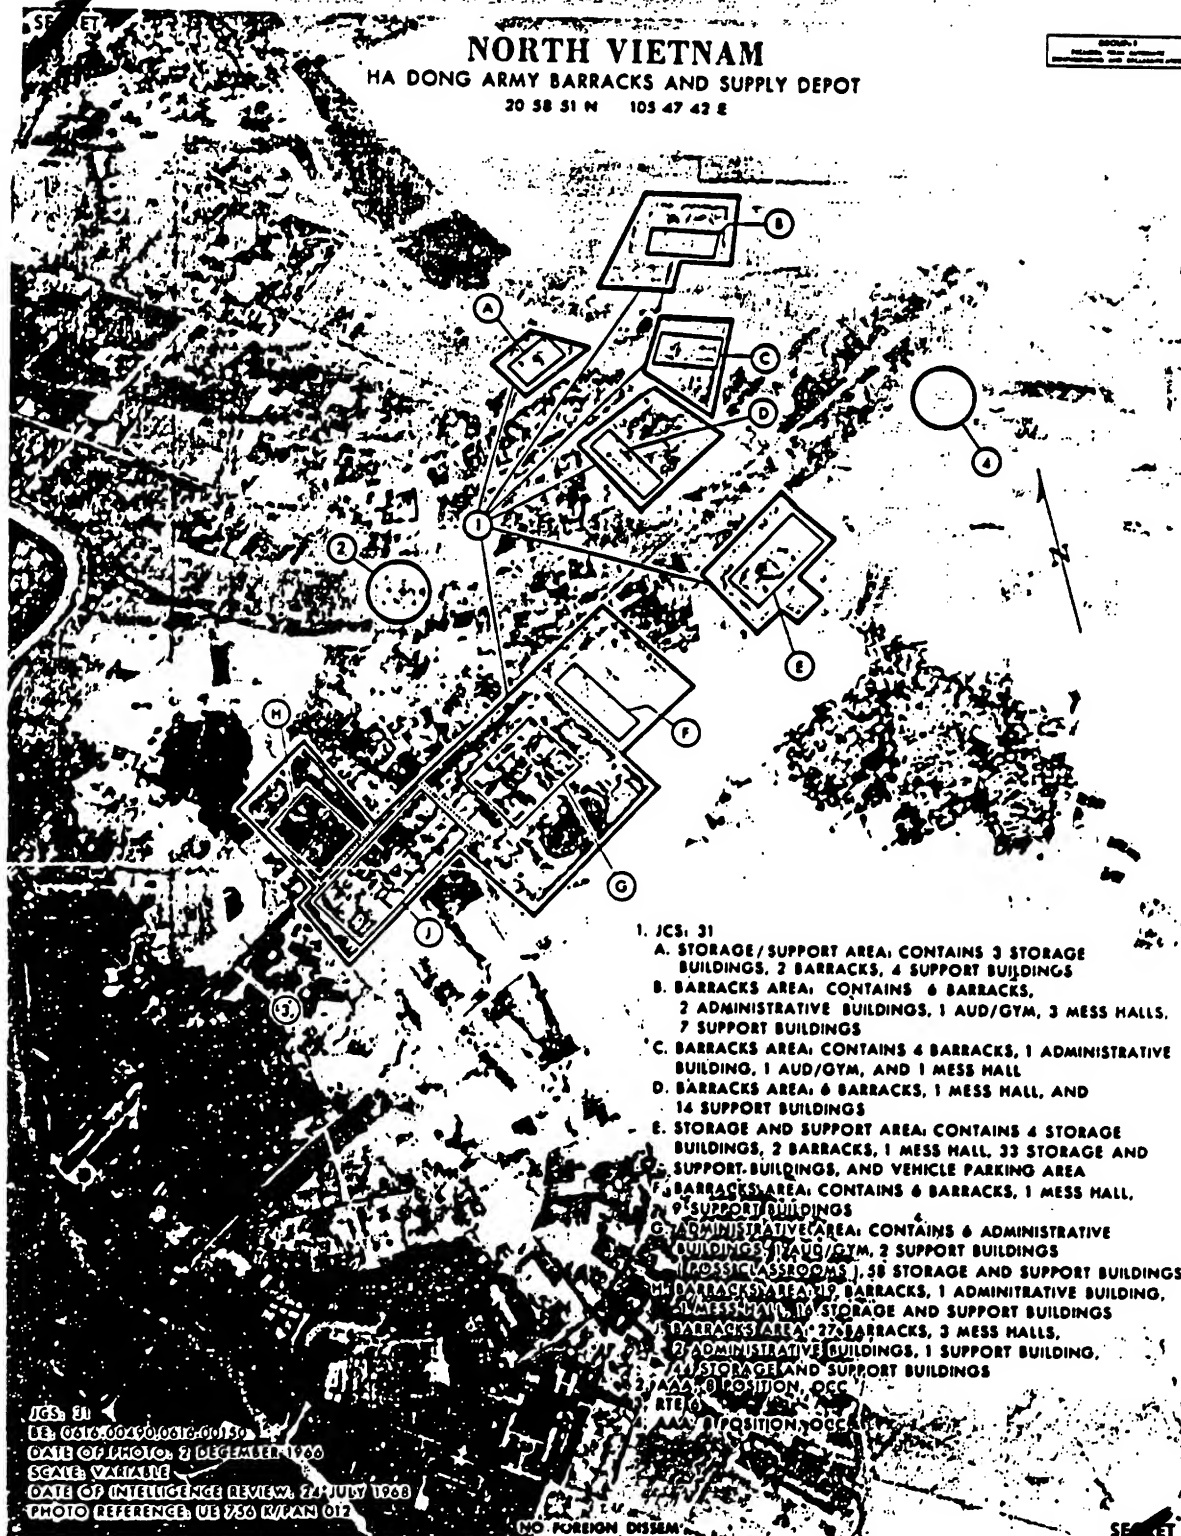 SECRET
NORTH VIETNAM
HA DONG ARMY BARRACKS AND SUPPLY DEPOT
20 58 51 N 105 47 42 E
GROUP-1
B
A
C
D
4
1
2
E
N
H
F
G
J
3
1. JCS: 31
A. STORAGE/SUPPORT AREA: CONTAINS 3 STORAGE
BUILDINGS, 2 BARRACKS, 4 SUPPORT BUILDINGS
B. BARRACKS AREA: CONTAINS 6 BARRACKS,
2 ADMINISTRATIVE BUILDINGS, 1 AUD/GYM, 3 MESS HALLS,
7 SUPPORT BUILDINGS
C. BARRACKS AREA: CONTAINS 4 BARRACKS, 1 ADMINISTRATIVE
BUILDING, 1 AUD/GYM, AND 1 MESS HALL
D. BARRACKS AREA: 6 BARRACKS, 1 MESS HALL, AND
14 SUPPORT BUILDINGS
E. STORAGE AND SUPPORT AREA: CONTAINS 4 STORAGE
BUILDINGS, 2 BARRACKS, 1 MESS HALL, 33 STORAGE AND
SUPPORT BUILDINGS, AND VEHICLE PARKING AREA
F. BARRACKS AREA: CONTAINS 6 BARRACKS, 1 MESS HALL,
9 SUPPORT BUILDINGS
G. ADMINISTRATIVE AREA: CONTAINS 6 ADMINISTRATIVE
BUILDINGS, 1 AUD/GYM, 2 SUPPORT BUILDINGS
(POSS CLASSROOMS), 58 STORAGE AND SUPPORT BUILDINGS
H. BARRACKS AREA: 19 BARRACKS, 1 ADMINITRATIVE BUILDING,
1 MESS HALL, 16 STORAGE AND SUPPORT BUILDINGS
J. BARRACKS AREA: 27 BARRACKS, 3 MESS HALLS,
2 ADMINISTRATIVE BUILDINGS, 1 SUPPORT BUILDING,
44 STORAGE AND SUPPORT BUILDINGS
2. AAA, 8 POSITION, OCC
3. RTE 6
4. AAA, 8 POSITION, OCC
JCS: 31
BE: 0616-00490,0616-00150
DATE OF PHOTO: 2 DECEMBER 1966
SCALE: VARIABLE
DATE OF INTELLIGENCE REVIEW: 24 JULY 1968
PHOTO REFERENCE: UE 756 K/PAN 012
NO FOREIGN DISSEM
SECRET